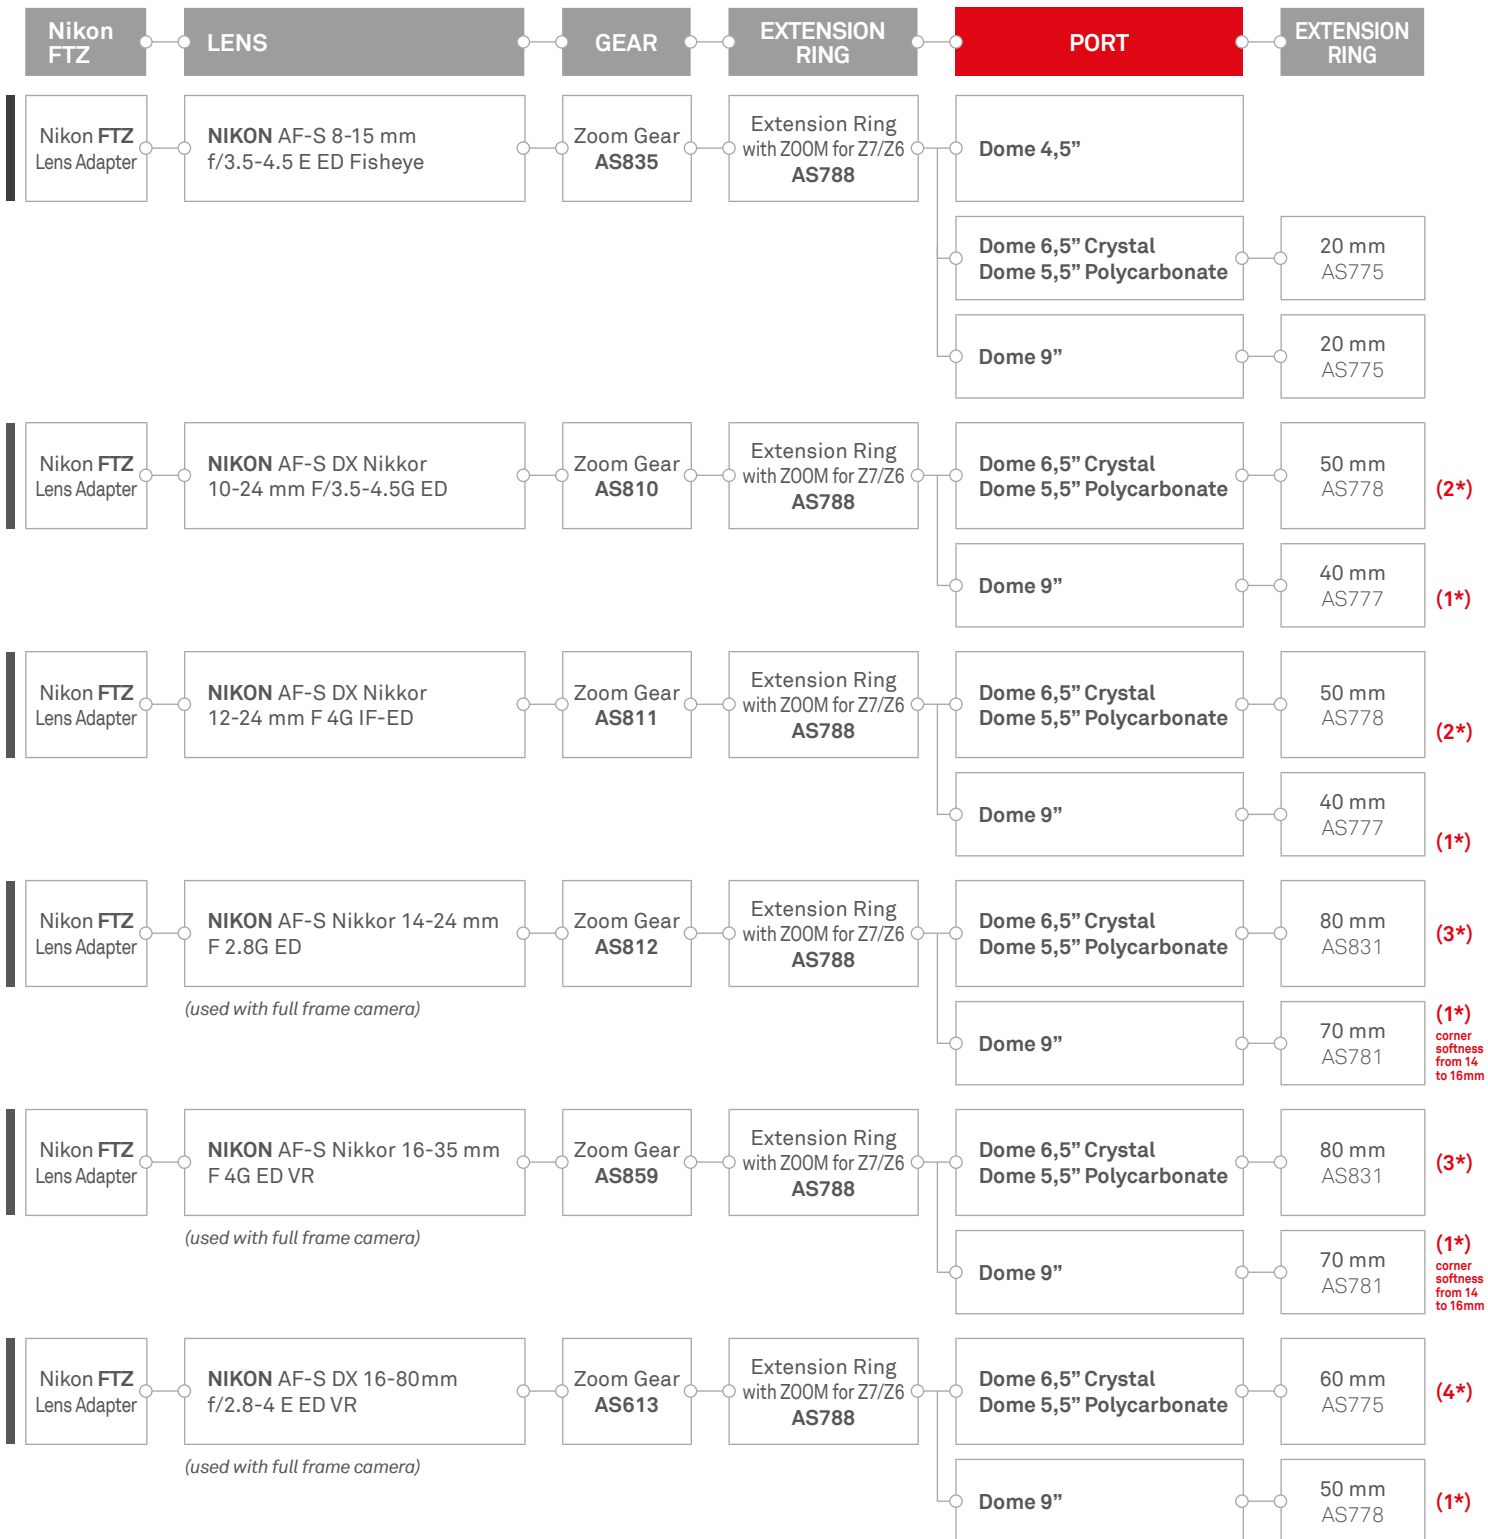 Nikon
FTZ
LENS
GEAR
EXTENSION
RING
PORT
EXTENSION
RING
Nikon FTZ
Lens Adapter
NIKON AF-S 8-15 mm
f/3.5-4.5 E ED Fisheye
Zoom Gear
AS835
Extension Ring
with ZOOM for Z7/Z6
AS788
Dome 4,5”
Dome 6,5” Crystal
Dome 5,5” Polycarbonate
20 mm
AS775
Dome 9”
20 mm
AS775
Nikon FTZ
Lens Adapter
NIKON AF-S DX Nikkor
10-24 mm F/3.5-4.5G ED
Zoom Gear
AS810
Extension Ring
with ZOOM for Z7/Z6
AS788
Dome 6,5” Crystal
Dome 5,5” Polycarbonate
50 mm
AS778
(2*)
Dome 9”
40 mm
AS777
(1*)
Nikon FTZ
Lens Adapter
NIKON AF-S DX Nikkor
12-24 mm F 4G IF-ED
Zoom Gear
AS811
Extension Ring
with ZOOM for Z7/Z6
AS788
Dome 6,5” Crystal
Dome 5,5” Polycarbonate
50 mm
AS778
(2*)
Dome 9”
40 mm
AS777
(1*)
Nikon FTZ
Lens Adapter
NIKON AF-S Nikkor 14-24 mm
F 2.8G ED
(used with full frame camera)
Zoom Gear
AS812
Extension Ring
with ZOOM for Z7/Z6
AS788
Dome 6,5” Crystal
Dome 5,5” Polycarbonate
80 mm
AS831
(3*)
Dome 9”
70 mm
AS781
(1*)
corner
softness
from 14
to 16mm
Nikon FTZ
Lens Adapter
NIKON AF-S Nikkor 16-35 mm
F 4G ED VR
(used with full frame camera)
Zoom Gear
AS859
Extension Ring
with ZOOM for Z7/Z6
AS788
Dome 6,5” Crystal
Dome 5,5” Polycarbonate
80 mm
AS831
(3*)
Dome 9”
70 mm
AS781
(1*)
corner
softness
from 14
to 16mm
Nikon FTZ
Lens Adapter
NIKON AF-S DX 16-80mm
f/2.8-4 E ED VR
(used with full frame camera)
Zoom Gear
AS613
Extension Ring
with ZOOM for Z7/Z6
AS788
Dome 6,5” Crystal
Dome 5,5” Polycarbonate
60 mm
AS775
(4*)
Dome 9”
50 mm
AS778
(1*)